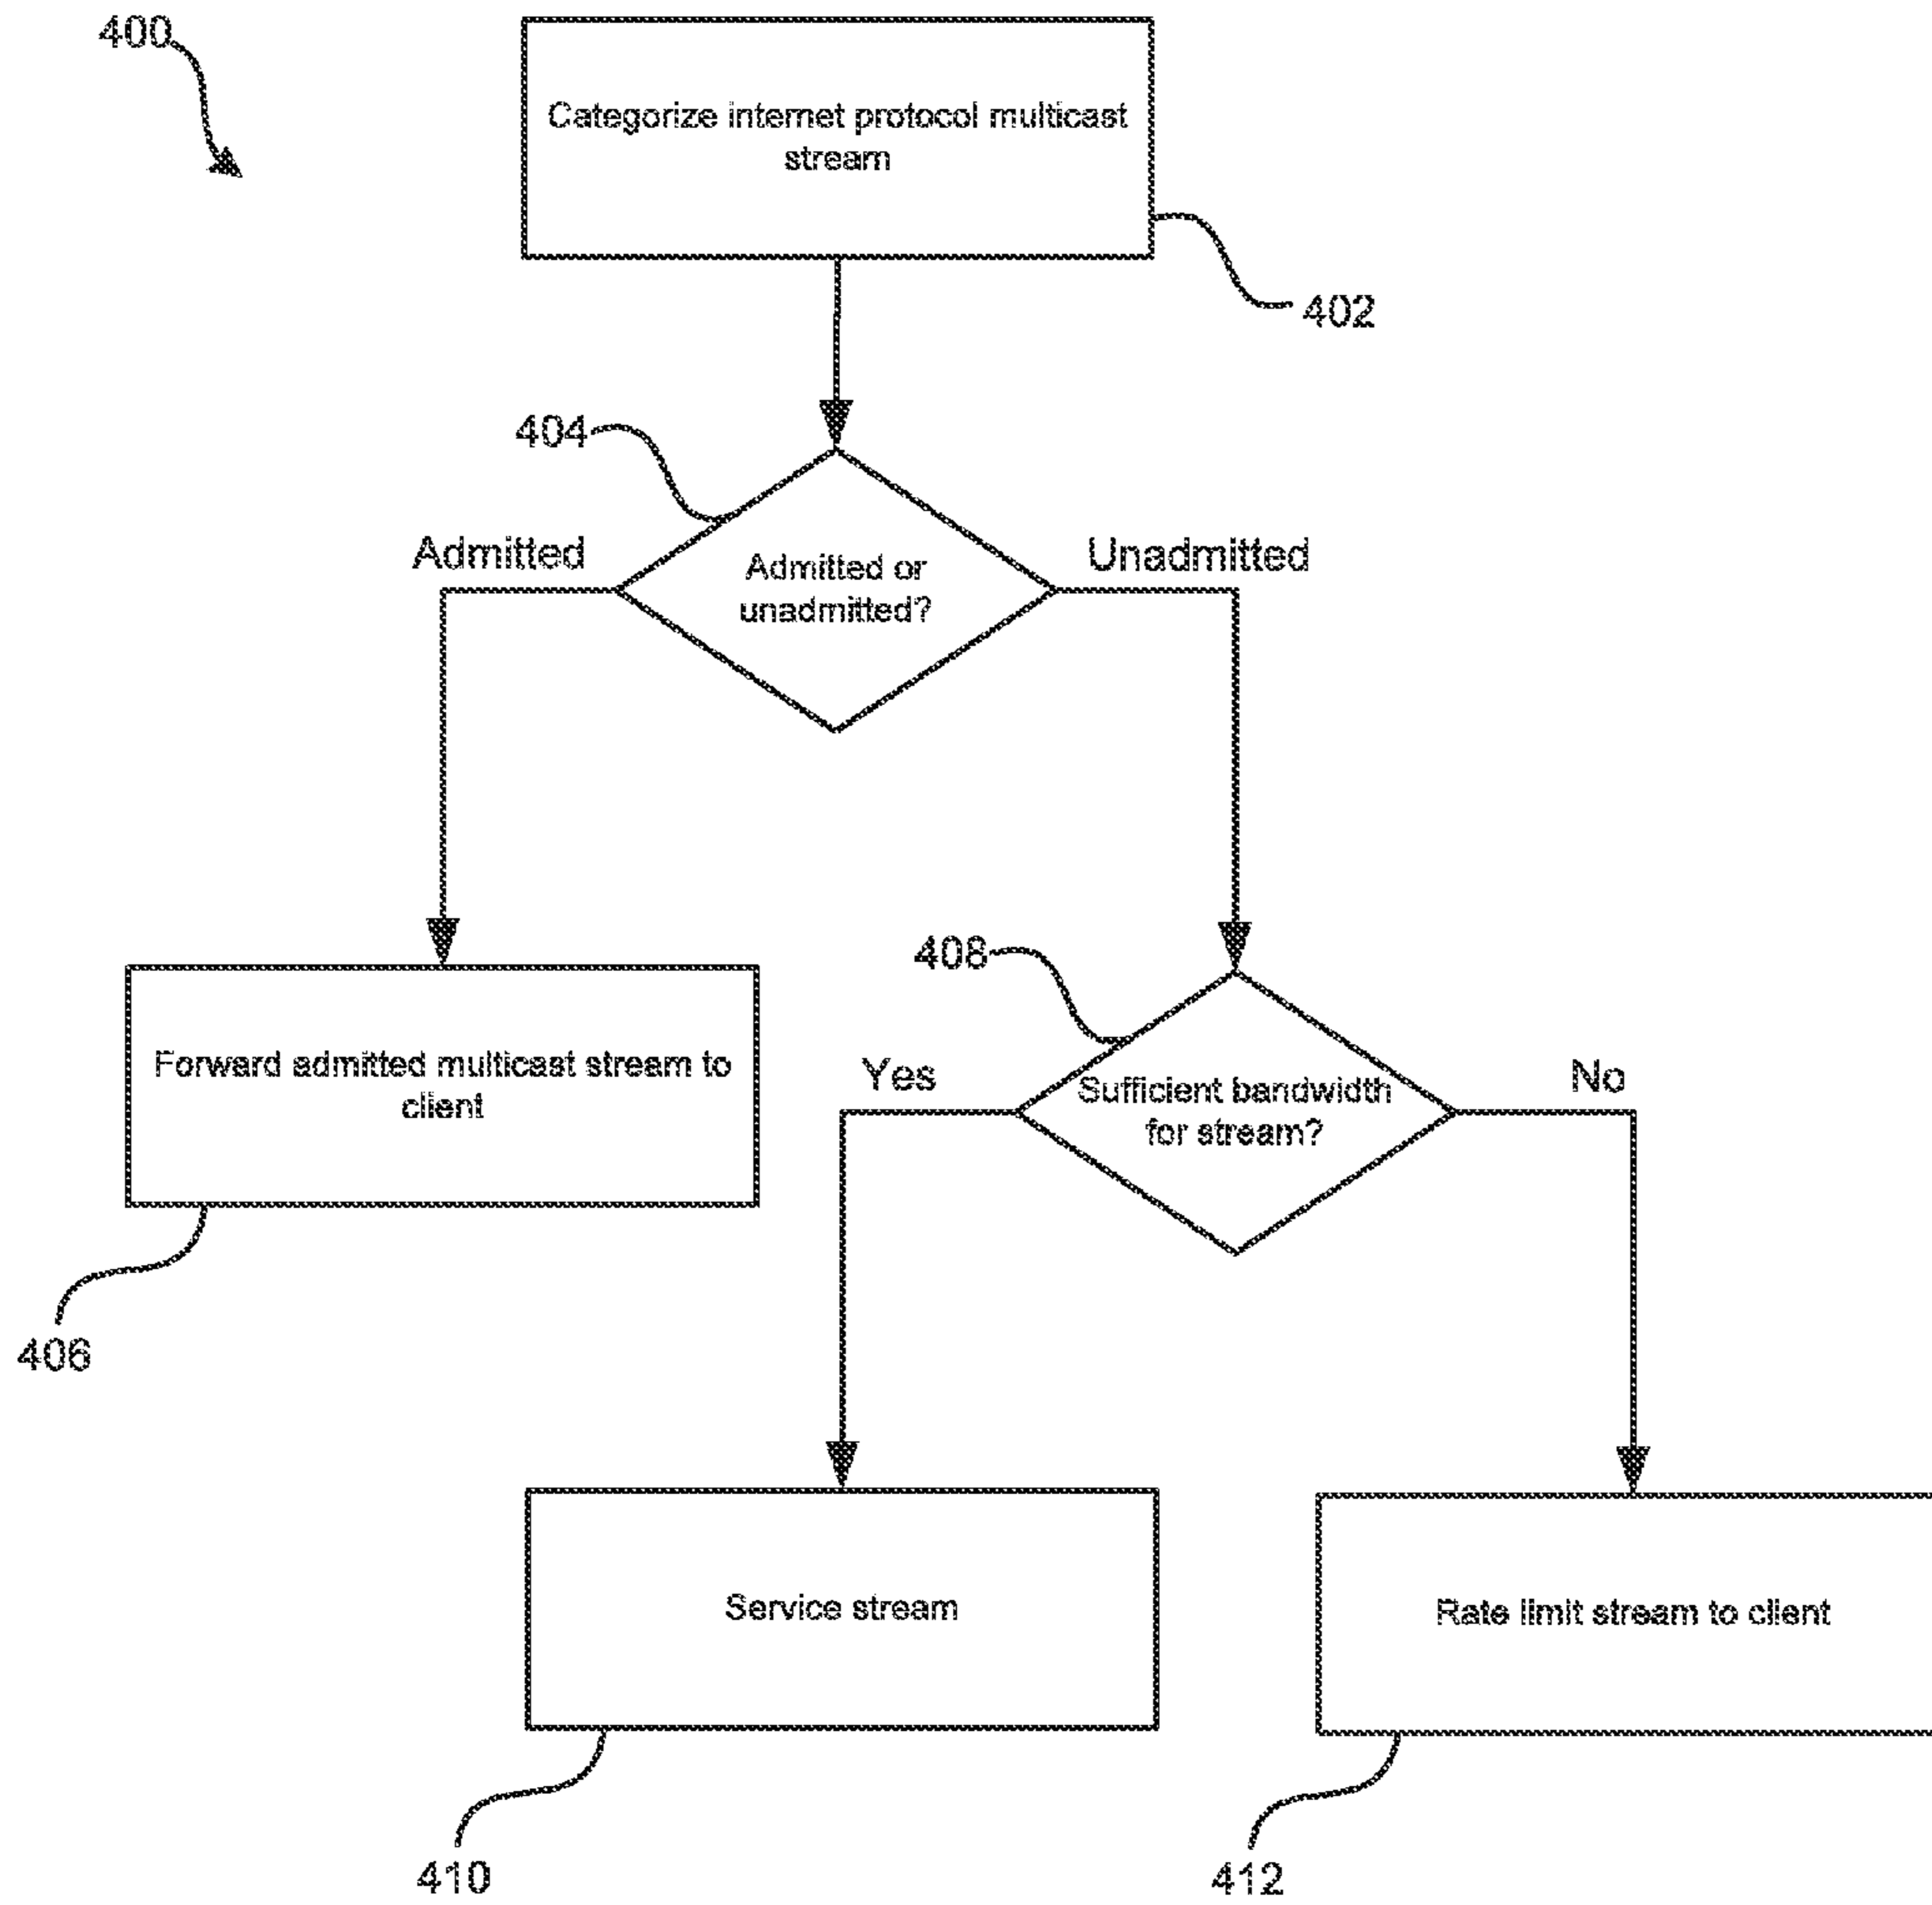 400
Categorize internet protocol multicast
stream
402
404
Admitted
Admitted or
unadmitted?
Unadmitted
408
Forward admitted multicast stream to
client
Yes
Sufficient bandwidth
for stream?
No
406
Service stream
Rate limit stream to client
410
412